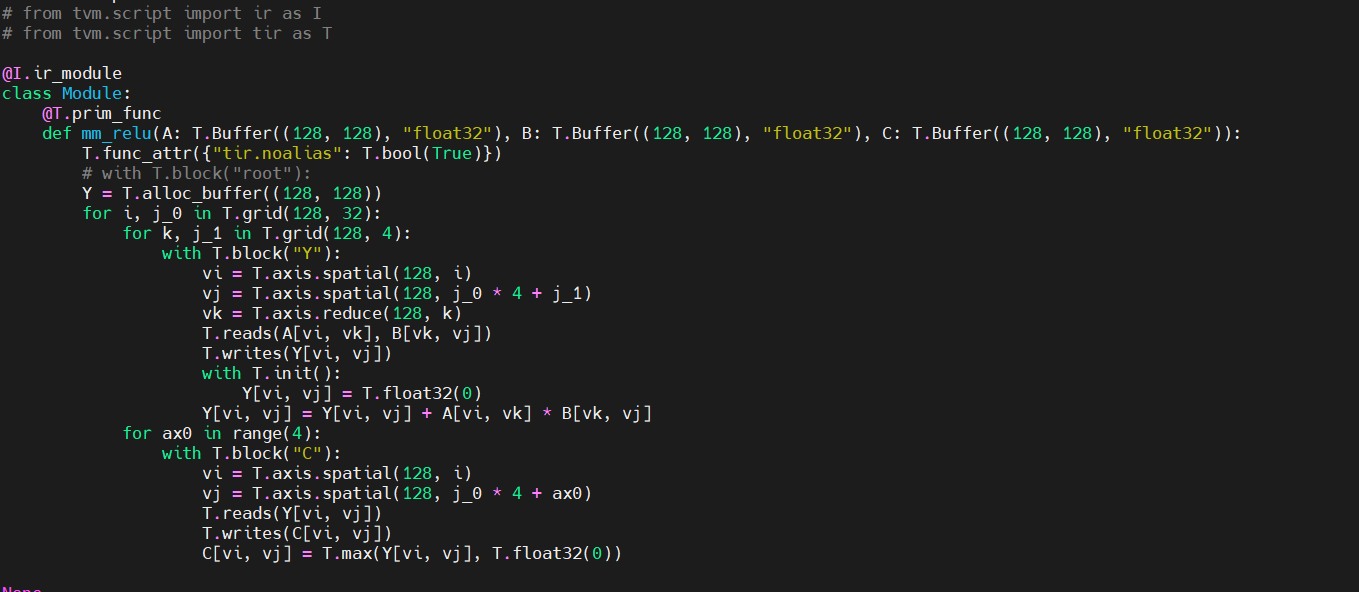 # from tvm.script import ir as I
# from tvm.script import tir as T
@I.ir_module
class Module:
    @T.prim_func
    def mm_relu(A: T.Buffer((128, 128), "float32"), B: T.Buffer((128, 128), "float32"), C: T.Buffer((128, 128), "float32")):
        T.func_attr({"tir.noalias": T.bool(True)})
        # with T.block("root"):
        Y = T.alloc_buffer((128, 128))
        for i, j_0 in T.grid(128, 32):
            for k, j_1 in T.grid(128, 4):
                with T.block("Y"):
                    vi = T.axis.spatial(128, i)
                    vj = T.axis.spatial(128, j_0 * 4 + j_1)
                    vk = T.axis.reduce(128, k)
                    T.reads(A[vi, vk], B[vk, vj])
                    T.writes(Y[vi, vj])
                    with T.init():
                        Y[vi, vj] = T.float32(0)
                    Y[vi, vj] = Y[vi, vj] + A[vi, vk] * B[vk, vj]
            for ax0 in range(4):
                with T.block("C"):
                    vi = T.axis.spatial(128, i)
                    vj = T.axis.spatial(128, j_0 * 4 + ax0)
                    T.reads(Y[vi, vj])
                    T.writes(C[vi, vj])
                    C[vi, vj] = T.max(Y[vi, vj], T.float32(0))
None